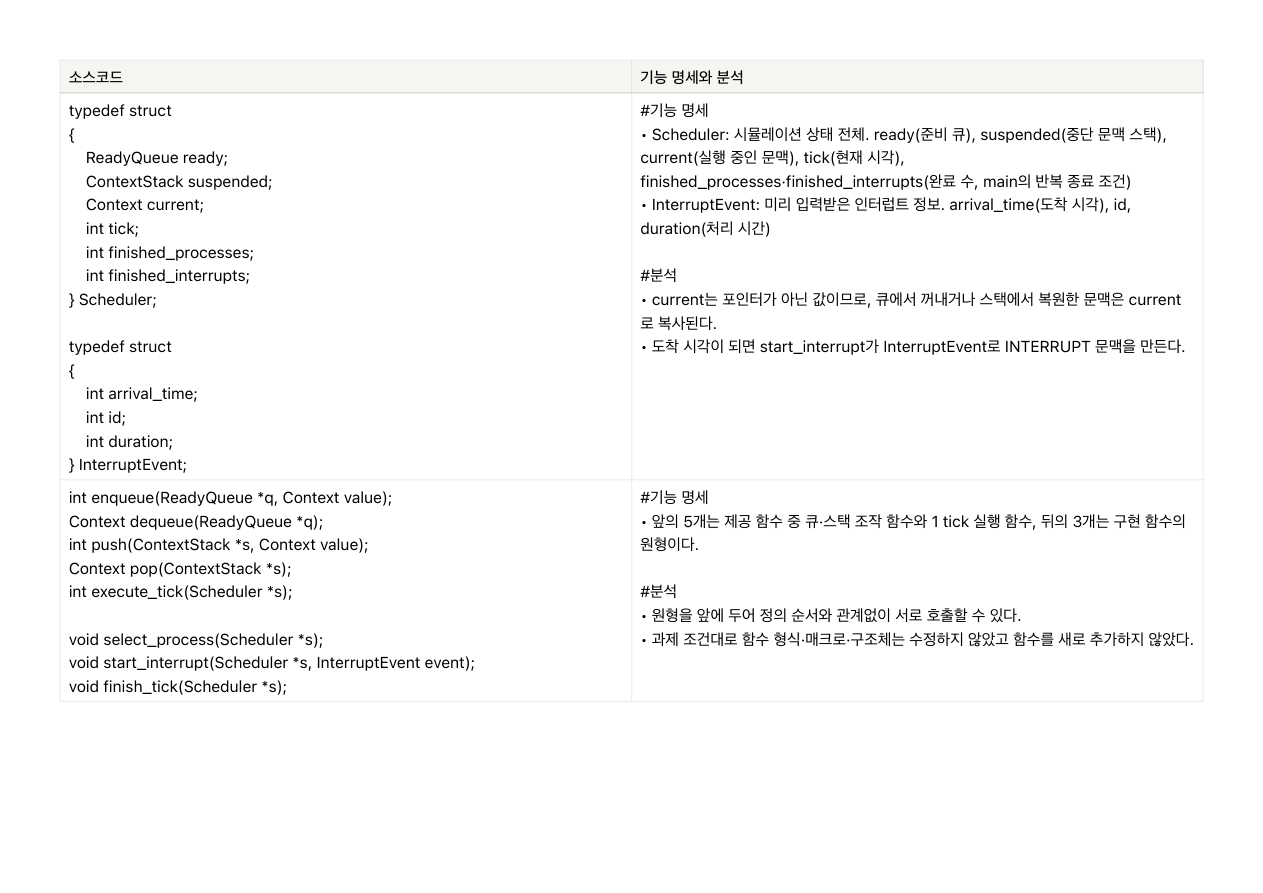 소스코드
기능 명세와 분석
typedef struct
{
    ReadyQueue ready;
    ContextStack suspended;
    Context current;
    int tick;
    int finished_processes;
    int finished_interrupts;
} Scheduler;

typedef struct
{
    int arrival_time;
    int id;
    int duration;
} InterruptEvent;
#기능 명세
• Scheduler: 시뮬레이션 상태 전체. ready(준비 큐), suspended(중단 문맥 스택),
current(실행 중인 문맥), tick(현재 시각),
finished_processes·finished_interrupts(완료 수, main의 반복 종료 조건)
• InterruptEvent: 미리 입력받은 인터럽트 정보. arrival_time(도착 시각), id,
duration(처리 시간)

#분석
• current는 포인터가 아닌 값이므로, 큐에서 꺼내거나 스택에서 복원한 문맥은 current
로 복사된다.
• 도착 시각이 되면 start_interrupt가 InterruptEvent로 INTERRUPT 문맥을 만든다.
int enqueue(ReadyQueue *q, Context value);
Context dequeue(ReadyQueue *q);
int push(ContextStack *s, Context value);
Context pop(ContextStack *s);
int execute_tick(Scheduler *s);

void select_process(Scheduler *s);
void start_interrupt(Scheduler *s, InterruptEvent event);
void finish_tick(Scheduler *s);
#기능 명세
• 앞의 5개는 제공 함수 중 큐·스택 조작 함수와 1 tick 실행 함수, 뒤의 3개는 구현 함수의
원형이다.

#분석
• 원형을 앞에 두어 정의 순서와 관계없이 서로 호출할 수 있다.
• 과제 조건대로 함수 형식·매크로·구조체는 수정하지 않았고 함수를 새로 추가하지 않았다.